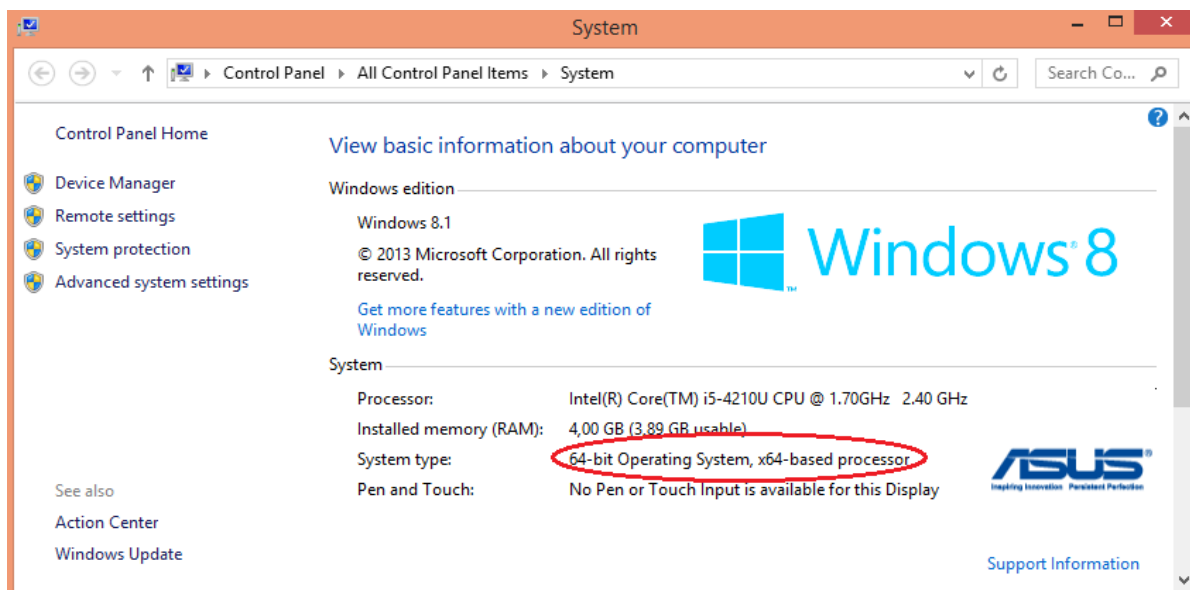 System
Control Panel All Control Panel Items System
Search Co...
Control Panel Home
Device Manager
Remote settings
System protection
Advanced system settings
See also
Action Center
Windows Update
View basic information about your computer
Windows edition
Windows 8.1
© 2013 Microsoft Corporation. All rights
reserved.
Get more features with a new edition of
Windows
Windows® 8
TM
System
Processor: Intel(R) Core(TM) i5-4210U CPU @ 1.70GHz 2.40 GHz
Installed memory (RAM): 4,00 GB (3,89 GB usable)
System type: 64-bit Operating System, x64-based processor
Pen and Touch: No Pen or Touch Input is available for this Display
ASUS®
Inspiring Innovation Persistent Perfection
Support Information